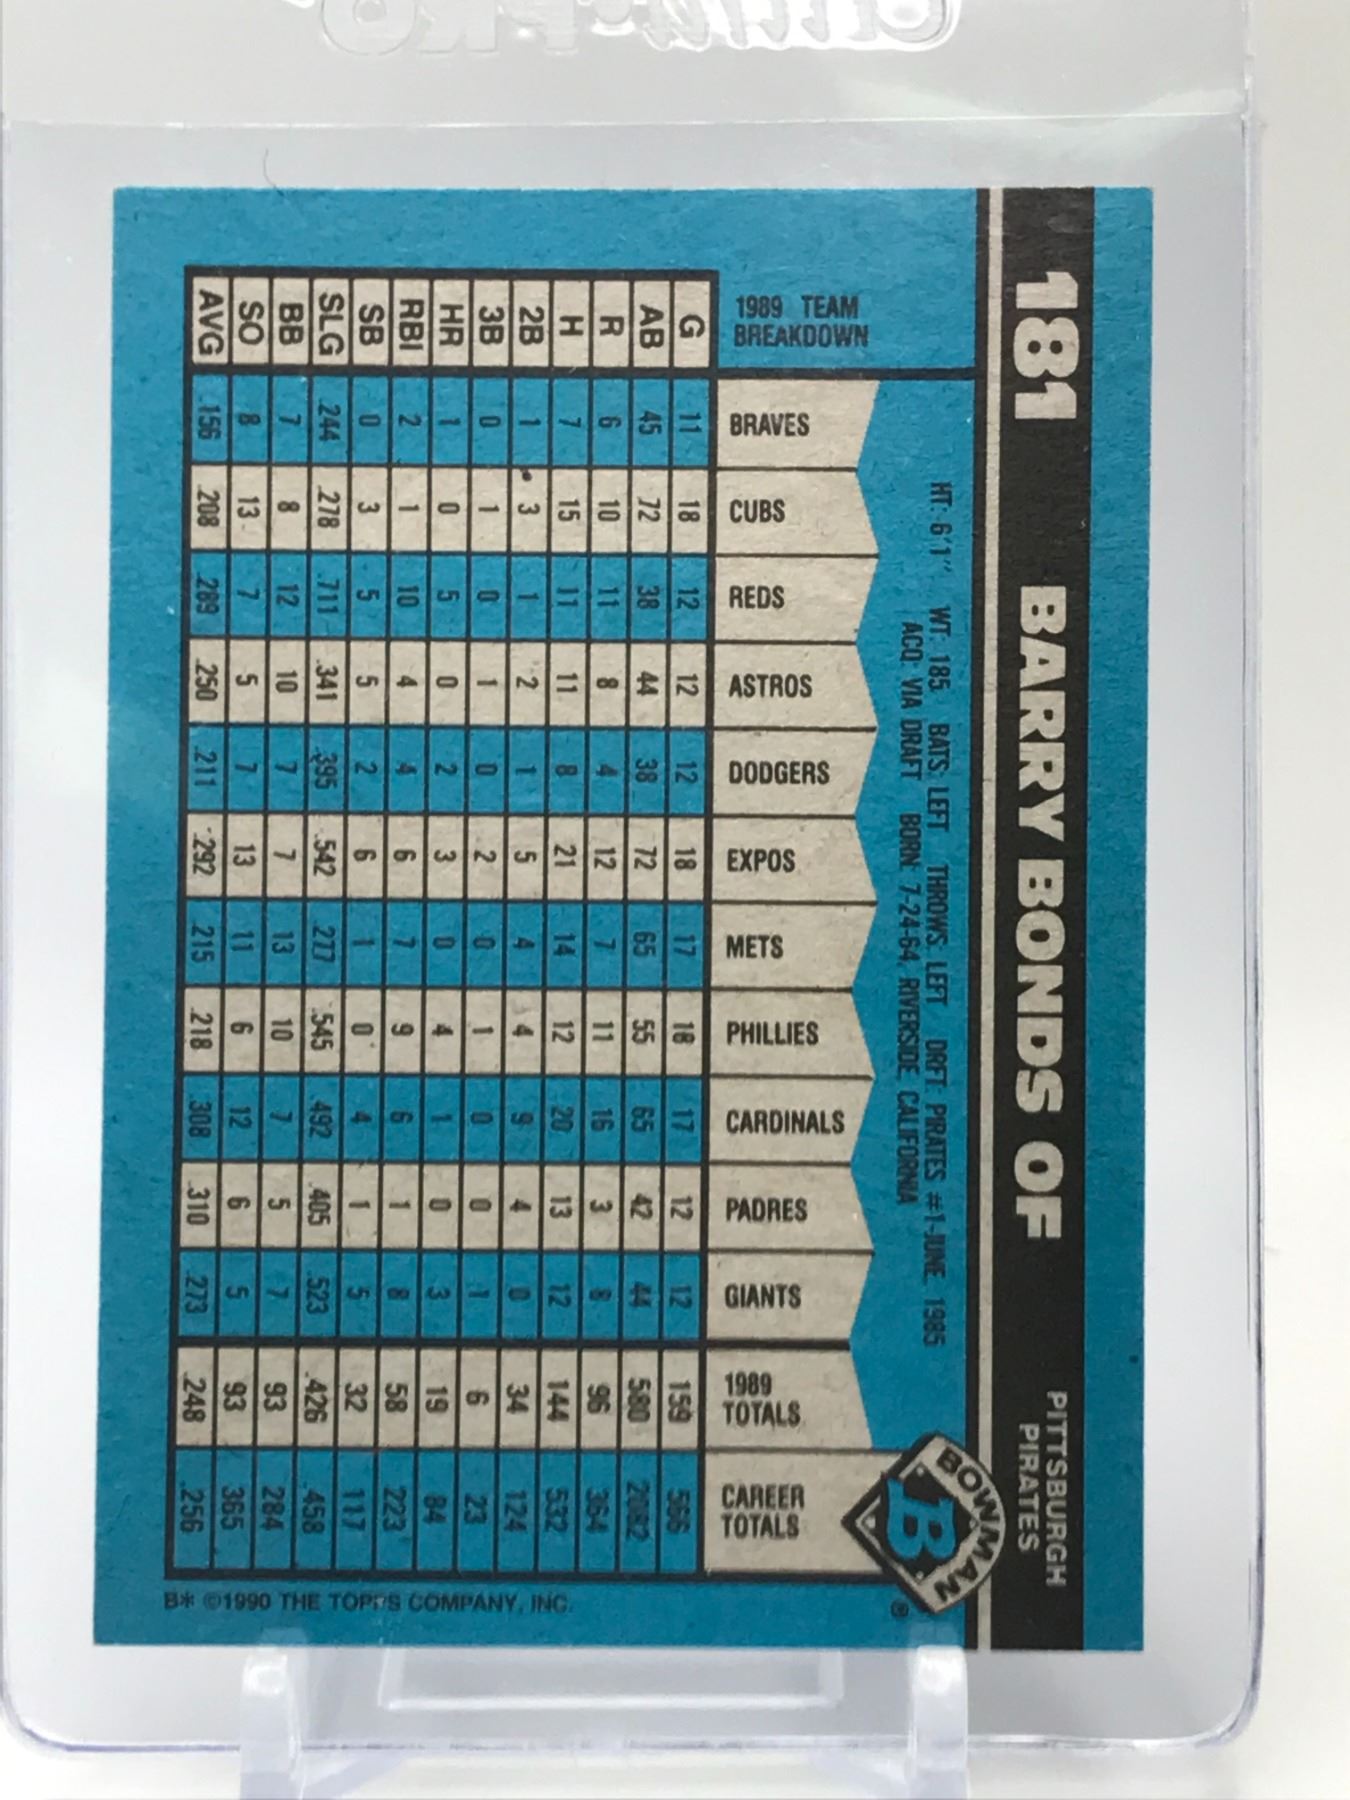 181 BARRY BONDS OF PITTSBURGH PIRATES
HT: 6'1" WT: 185 BATS: LEFT THROWS: LEFT DRFT: PIRATES #1-JUNE, 1985
ACQ: VIA DRAFT BORN: 7-24-64, RIVERSIDE, CALIFORNIA
BOWMAN B ®
1989 TEAM BREAKDOWN BRAVES CUBS REDS ASTROS DODGERS EXPOS METS PHILLIES CARDINALS PADRES GIANTS 1989 TOTALS CAREER TOTALS
G 11 18 12 12 12 18 17 18 17 12 12 159 566
AB 45 72 38 44 38 72 65 55 65 42 44 580 2082
R 6 10 11 8 4 12 7 11 16 3 8 96 364
H 7 15 11 11 8 21 14 12 20 13 12 144 532
2B 1 3 1 2 1 5 4 4 9 4 0 34 124
3B 0 1 0 1 0 2 0 1 0 0 1 6 23
HR 1 0 5 0 2 3 0 4 1 0 3 19 84
RBI 2 1 10 4 4 6 7 9 6 1 8 58 223
SB 0 3 5 5 2 6 1 0 4 1 5 32 117
SLG .244 .278 .711 .341 .395 .542 .277 .545 .492 .405 .523 .426 .458
BB 7 8 12 10 7 7 13 10 7 5 7 93 284
SO 8 13 7 5 7 13 11 6 12 6 5 93 365
AVG .156 .208 .289 .250 .211 .292 .215 .218 .308 .310 .273 .248 .256
B* ©1990 THE TOPPS COMPANY, INC.